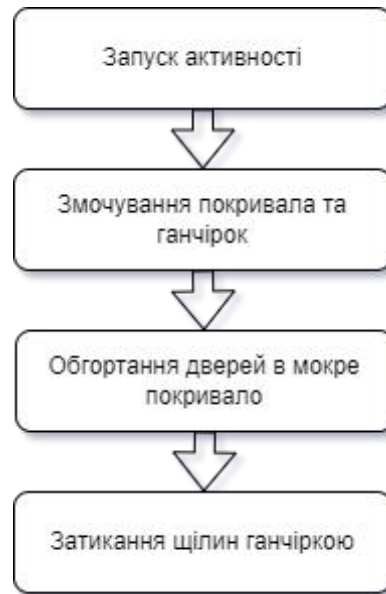 Запуск активності
Змочування покривала та
ганчірок
Обгортання дверей в мокре
покривало
Затикання щілин ганчіркою